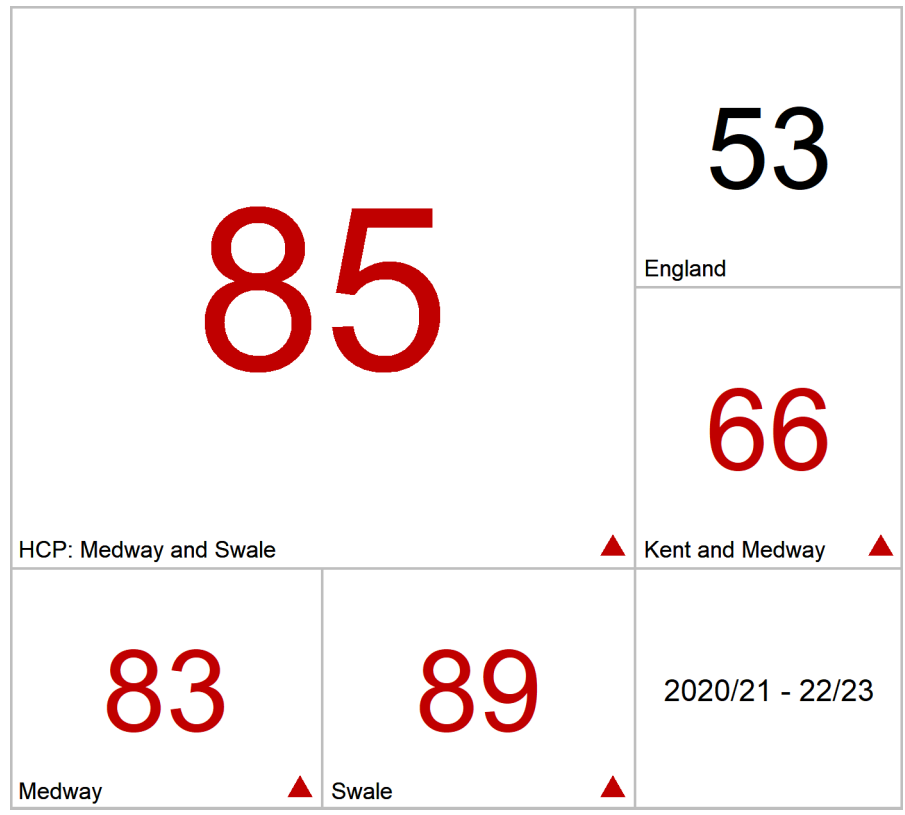 85
HCP: Medway and Swale
53
England
66
Kent and Medway
83
Medway
89
Swale
2020/21 - 22/23